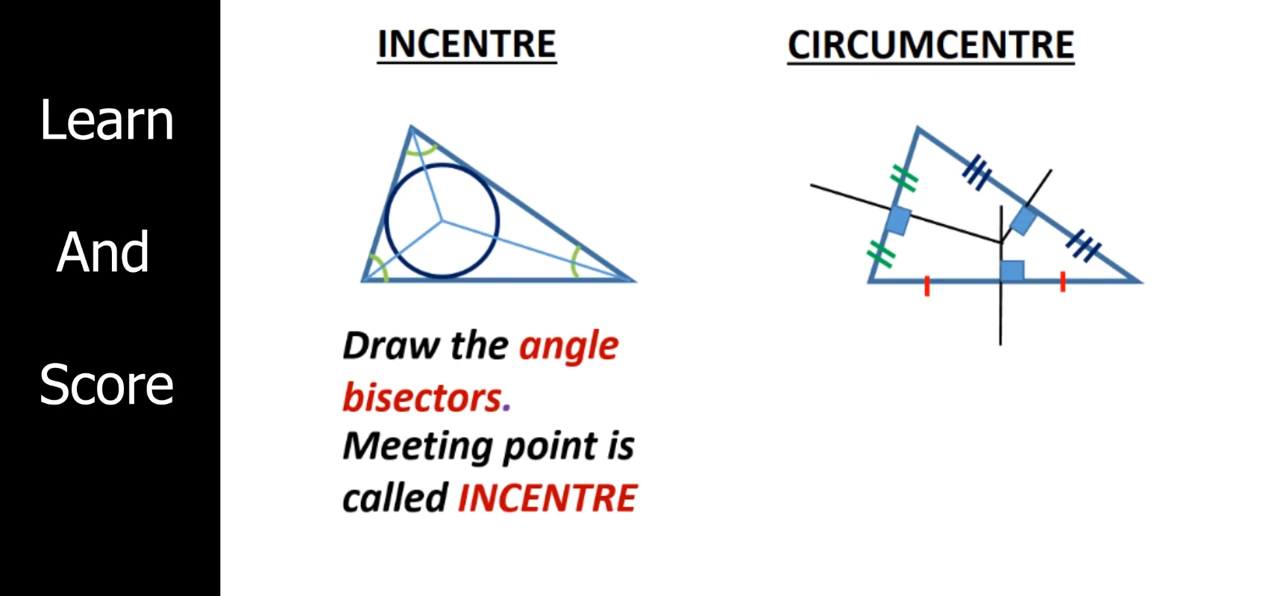 Learn
And
Score
INCENTRE
Draw the angle
bisectors.
Meeting point is
called INCENTRE
CIRCUMCENTRE